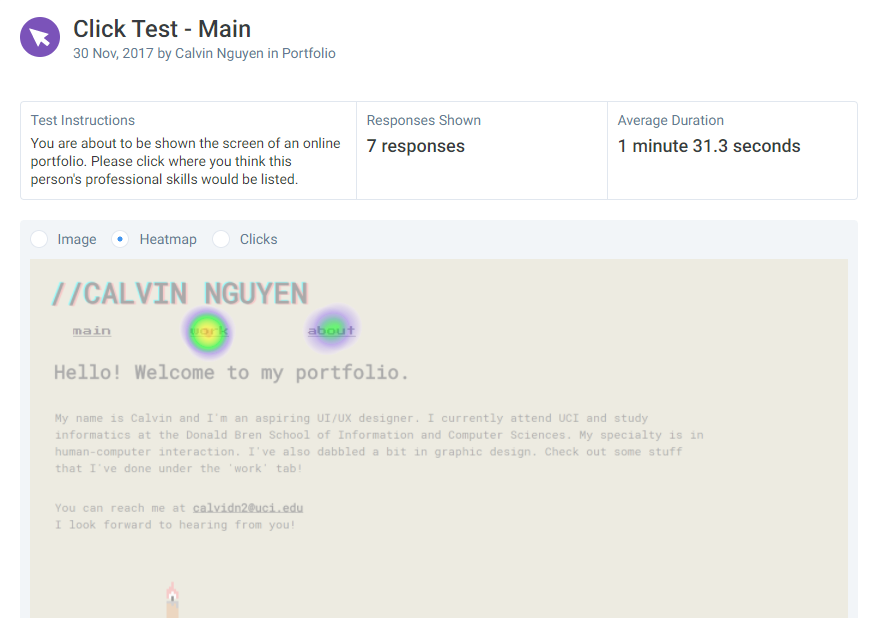 Click Test - Main
30 Nov, 2017 by Calvin Nguyen in Portfolio
Test Instructions
You are about to be shown the screen of an online
portfolio. Please click where you think this
person's professional skills would be listed.
Responses Shown
7 responses
Average Duration
1 minute 31.3 seconds
Image Heatmap Clicks
//CALVIN NGUYEN
main work about
Hello! Welcome to my portfolio.
My name is Calvin and I'm an aspiring UI/UX designer. I currently attend UCI and study
informatics at the Donald Bren School of Information and Computer Sciences. My specialty is in
human-computer interaction. I've also dabbled a bit in graphic design. Check out some stuff
that I've done under the 'work' tab!
You can reach me at calvidn2@uci.edu
I look forward to hearing from you!